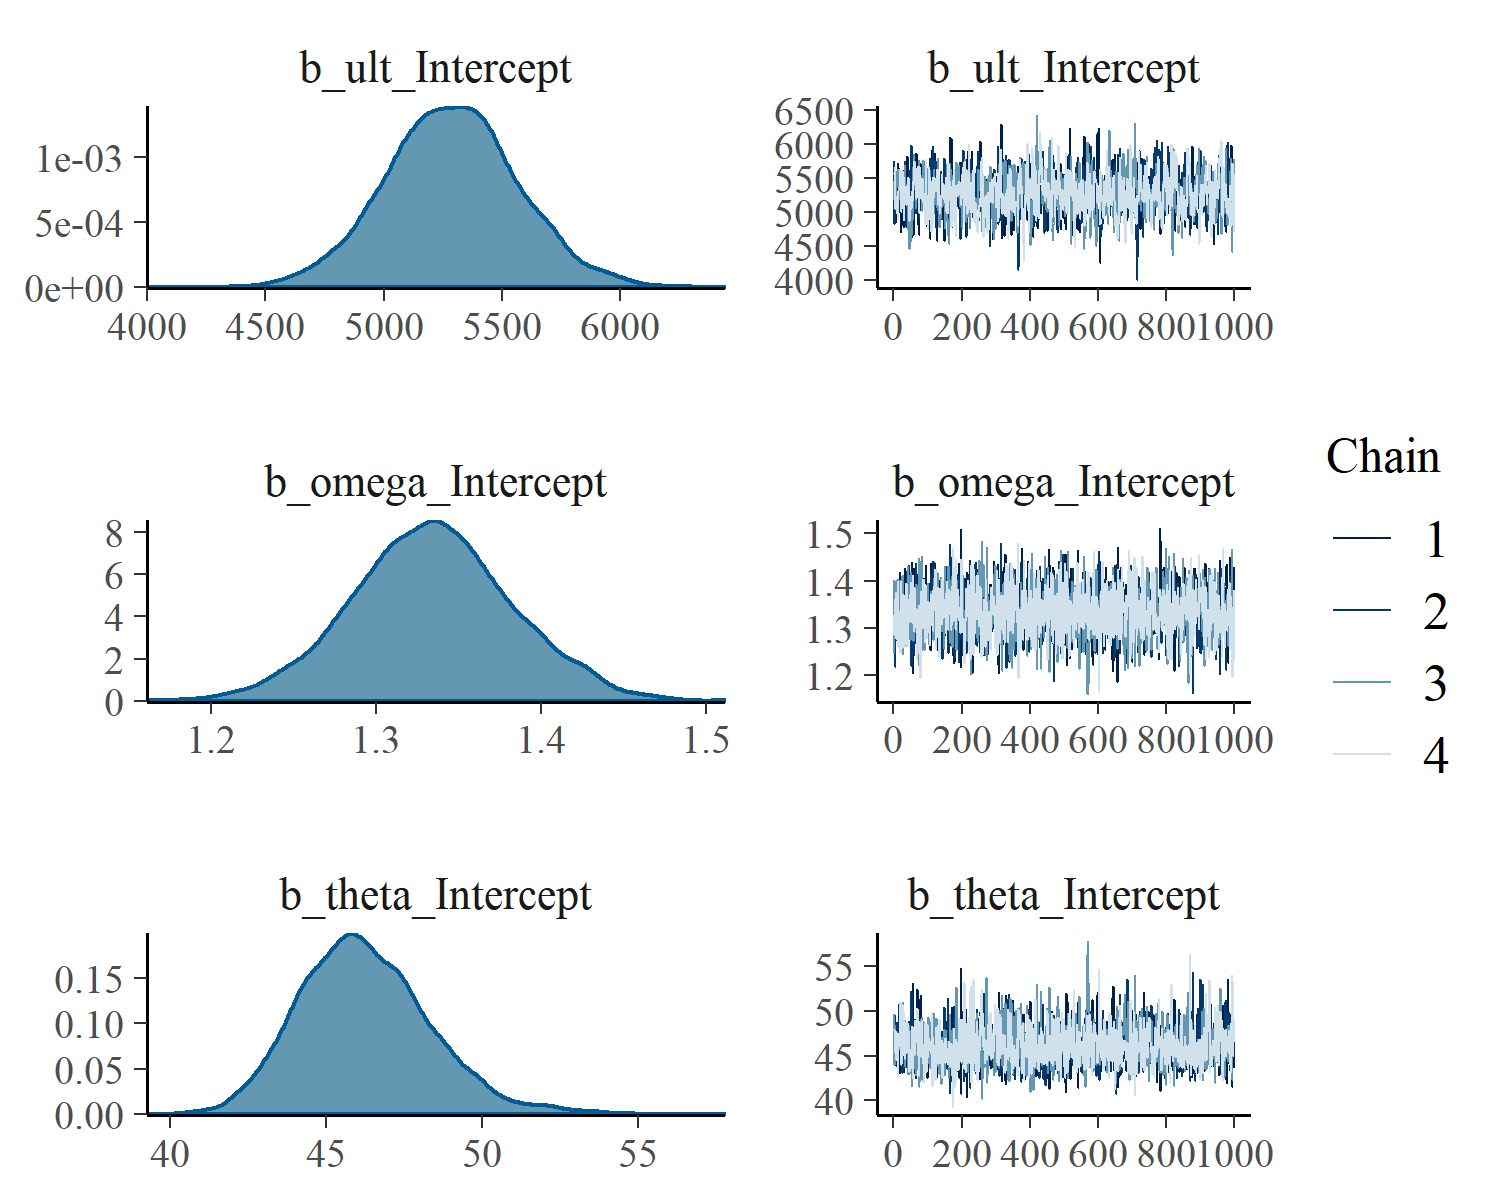 b_ult_Intercept
1e-03
5e-04
0e+00
4000 4500 5000 5500 6000
b_ult_Intercept
6500
6000
5500
5000
4500
4000
0 200 400 600 800 1000
b_omega_Intercept
8
6
4
2
0
1.2 1.3 1.4 1.5
b_omega_Intercept
1.5
1.4
1.3
1.2
0 200 400 600 800 1000
b_theta_Intercept
0.15
0.10
0.05
0.00
40 45 50 55
b_theta_Intercept
55
50
45
40
0 200 400 600 800 1000
Chain
1
2
3
4